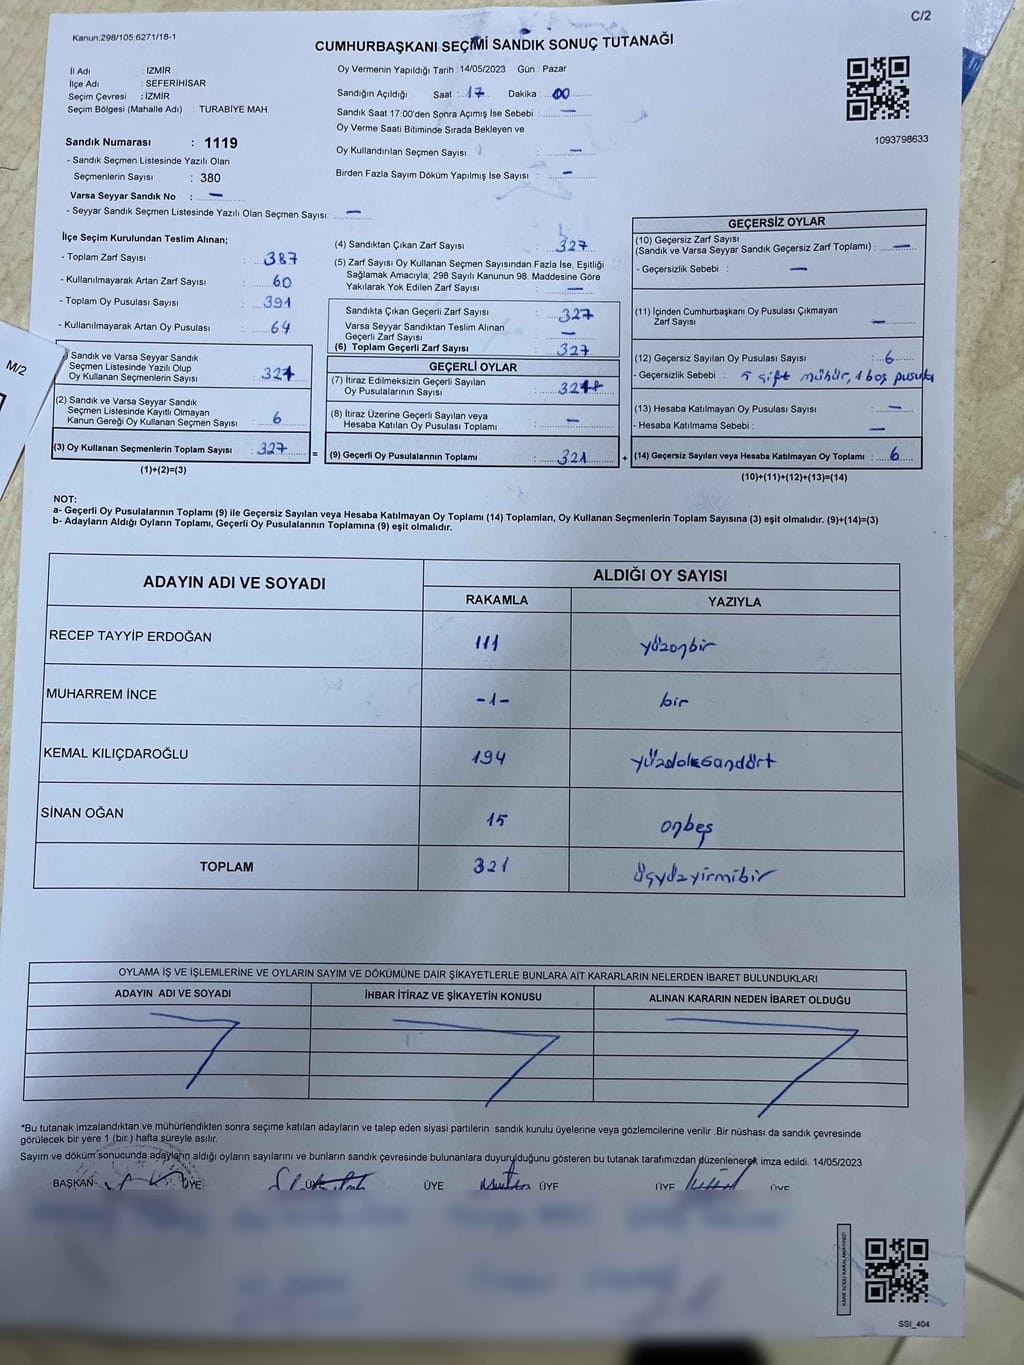 C/2
Kanun,298/105,6271/18-1
CUMHURBAŞKANI SEÇİMİ SANDIK SONUÇ TUTANAĞI
İl Adı : İZMİR
İlçe Adı : SEFERİHİSAR
Seçim Çevresi : İZMİR
Seçim Bölgesi (Mahalle Adı) : TURABİYE MAH.
Oy Vermenin Yapıldığı Tarih :14/05/2023 Gün : Pazar
Sandığın Açıldığı Saat : 17 Dakika : 00
Sandık Saat 17:00'den Sonra Açımış İse Sebebi : —
Oy Verme Saati Bitiminde Sırada Bekleyen ve
Oy Kullandırılan Seçmen Sayısı : —
Birden Fazla Sayım Döküm Yapılmış İse Sayısı : —
1093798633
Sandık Numarası : 1119
- Sandık Seçmen Listesinde Yazılı Olan
Seçmenlerin Sayısı : 380
Varsa Seyyar Sandık No : —
- Seyyar Sandık Seçmen Listesinde Yazılı Olan Seçmen Sayısı: —
İlçe Seçim Kurulundan Teslim Alınan;
- Toplam Zarf Sayısı : 387
- Kullanılmayarak Artan Zarf Sayısı : 60
- Toplam Oy Pusulası Sayısı : 391
- Kullanılmayarak Artan Oy Pusulası : 64
) Sandık ve Varsa Seyyar Sandık
Seçmen Listesinde Yazılı Olup
Oy Kullanan Seçmenlerin Sayısı :
(2) Sandık ve Varsa Seyyar Sandık
Seçmen Listesinde Kayıtlı Olmayan
Kanun Gereği Oy Kullanan Seçmen Sayısı : 6
(3) Oy Kullanan Seçmenlerin Toplam Sayısı : 327 =
(1)+(2)=(3)
(4) Sandıktan Çıkan Zarf Sayısı : 327
(5) Zarf Sayısı Oy Kullanan Seçmen Sayısından Fazla İse, Eşitliği
Sağlamak Amacıyla, 298 Sayılı Kanunun 98. Maddesine Göre
Yakılarak Yok Edilen Zarf Sayısı : —
Sandıkta Çıkan Geçerli Zarf Sayısı : 327
Varsa Seyyar Sandıktan Teslim Alınan
Geçerli Zarf Sayısı : —
(6) Toplam Geçerli Zarf Sayısı : 327
GEÇERLİ OYLAR
(7) İtiraz Edilmeksizin Geçerli Sayılan
Oy Pusulalarının Sayısı :
(8) İtiraz Üzerine Geçerli Sayılan veya
Hesaba Katılan Oy Pusulası Toplamı : —
(9) Geçerli Oy Pusulalarının Toplamı : 321 +
GEÇERSİZ OYLAR
(10) Geçersiz Zarf Sayısı
(Sandık ve Varsa Seyyar Sandık Geçersiz Zarf Toplamı) : —
- Geçersizlik Sebebi : —
(11) İçinden Cumhurbaşkanı Oy Pusulası Çıkmayan
Zarf Sayısı : —
(12) Geçersiz Sayılan Oy Pusulası Sayısı : 6
- Geçersizlik Sebebi : 5 çift mühür, 1 boş pusula
(13) Hesaba Katılmayan Oy Pusulası Sayısı : —
- Hesaba Katılmama Sebebi : —
(14) Geçersiz Sayılan veya Hesaba Katılmayan Oy Toplamı : 6
(10)+(11)+(12)+(13)=(14)
NOT:
a- Geçerli Oy Pusulalarının Toplamı (9) ile Geçersiz Sayılan veya Hesaba Katılmayan Oy Toplamı (14) Toplamları, Oy Kullanan Seçmenlerin Toplam Sayısına (3) eşit olmalıdır. (9)+(14)=(3)
b- Adayların Aldığı Oyların Toplamı, Geçerli Oy Pusulalarının Toplamına (9) eşit olmalıdır.
ADAYIN ADI VE SOYADI
ALDIĞI OY SAYISI
RAKAMLA YAZIYLA
RECEP TAYYİP ERDOĞAN 111 yüzonbir
MUHARREM İNCE -1- bir
KEMAL KILIÇDAROĞLU 194 yüzdoksandört
SİNAN OĞAN 15 onbeş
TOPLAM 321 üçyüzyirmibir
OYLAMA İŞ VE İŞLEMLERİNE VE OYLARIN SAYIM VE DÖKÜMÜNE DAİR ŞİKAYETLERLE BUNLARA AİT KARARLARIN NELERDEN İBARET BULUNDUKLARI
ADAYIN ADI VE SOYADI İHBAR İTİRAZ VE ŞİKAYETİN KONUSU ALINAN KARARIN NEDEN İBARET OLDUĞU
*Bu tutanak imzalandıktan ve mühürlendikten sonra seçime katılan adayların ve talep eden siyasi partilerin sandık kurulu üyelerine veya gözlemcilerine verilir .Bir nüshası da sandık çevresinde
görülecek bir yere 1 (bir ) hafta süreyle asılır.
Sayım ve döküm sonucunda adayların aldığı oyların sayılarını ve bunların sandık çevresinde bulunanlara duyurulduğunu gösteren bu tutanak tarafımızdan düzenlenerek imza edildi. 14/05/2023
BAŞKAN ÜYE ÜYE ÜYE ÜYE ÜYE ÜYE
SSI_404
M/2